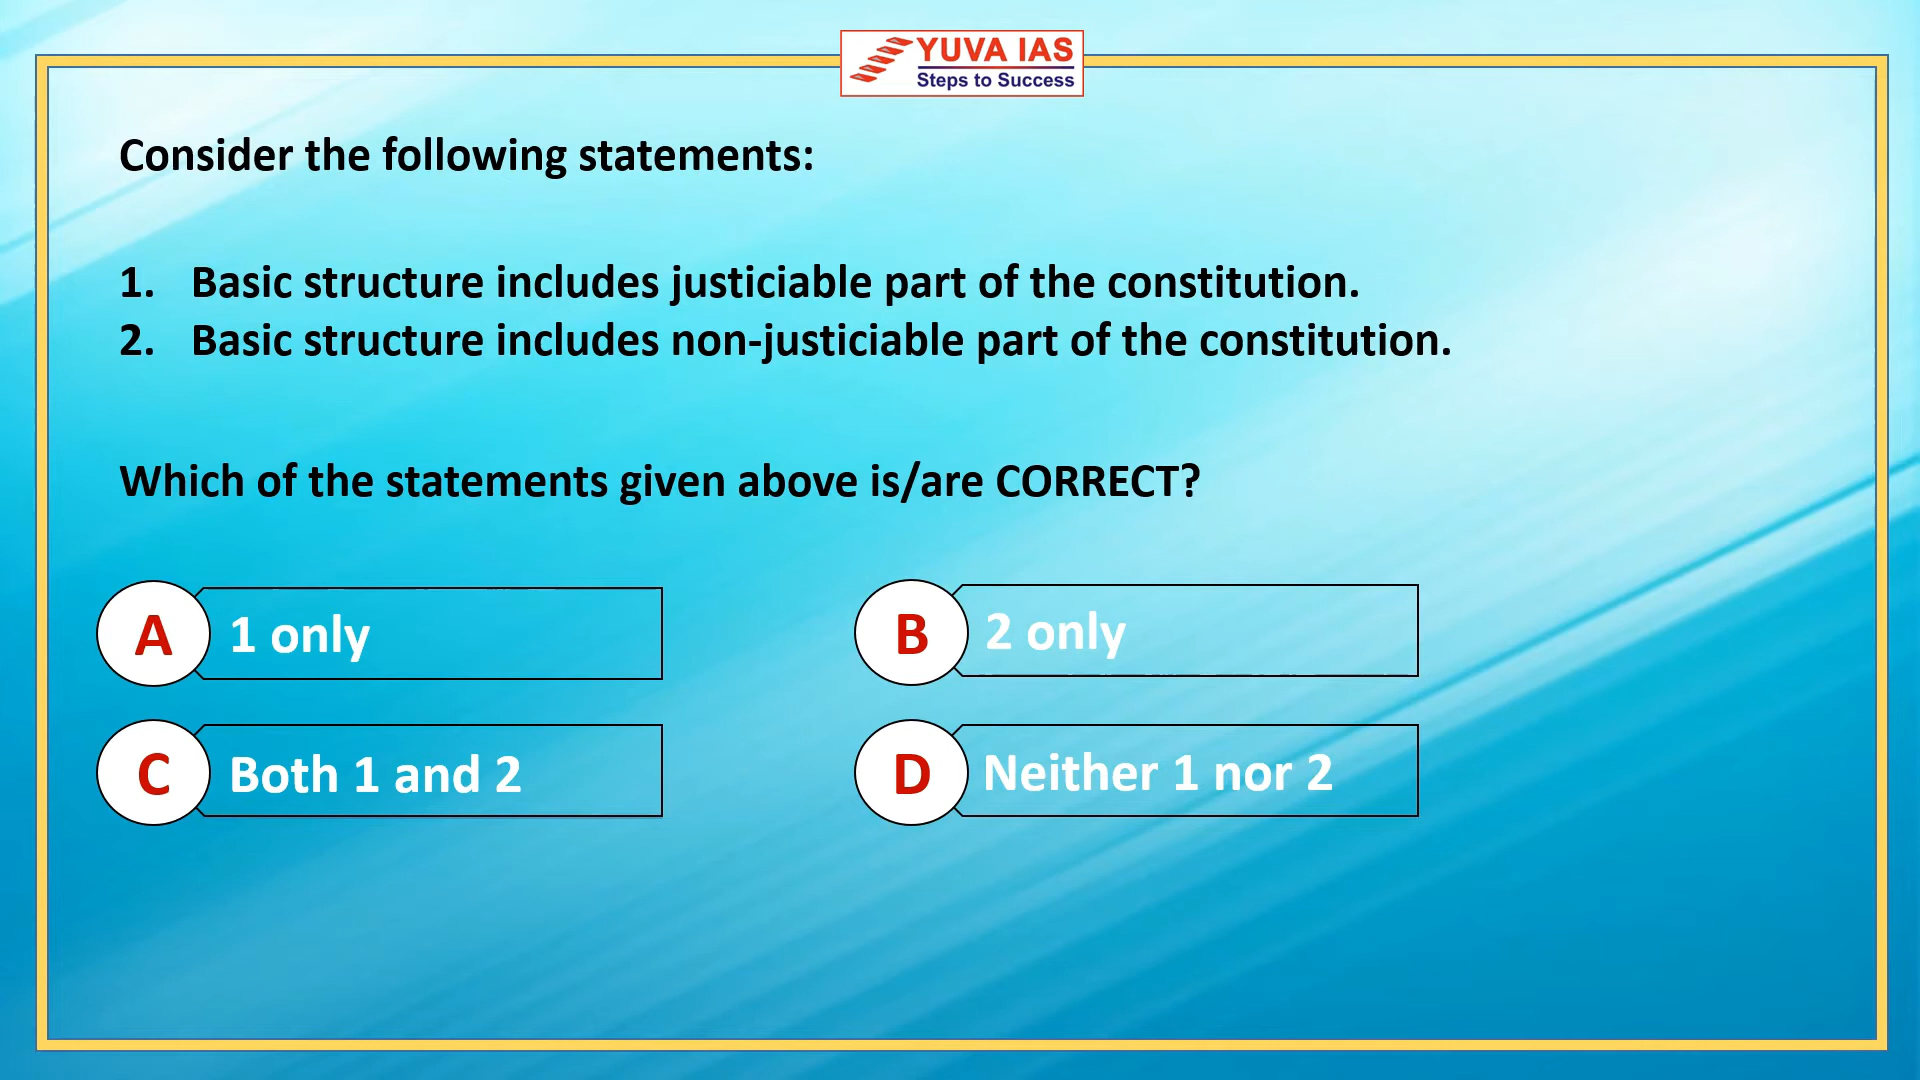 YUVA IAS
Steps to Success
Consider the following statements:
1. Basic structure includes justiciable part of the constitution.
2. Basic structure includes non-justiciable part of the constitution.
Which of the statements given above is/are CORRECT?
A 1 only
B 2 only
C Both 1 and 2
D Neither 1 nor 2